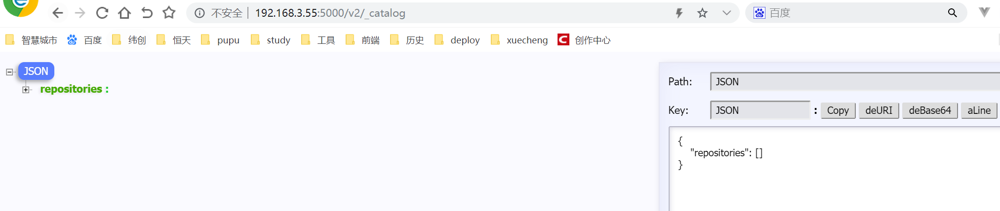 不安全 192.168.3.55:5000/v2/_catalog 百度
智慧城市 百度 纬创 恒天 pupu study 工具 前端 历史 deploy xuecheng 创作中心
JSON
repositories :
Path: JSON
Key: JSON : Copy deURI deBase64 aLine
{
"repositories": []
}